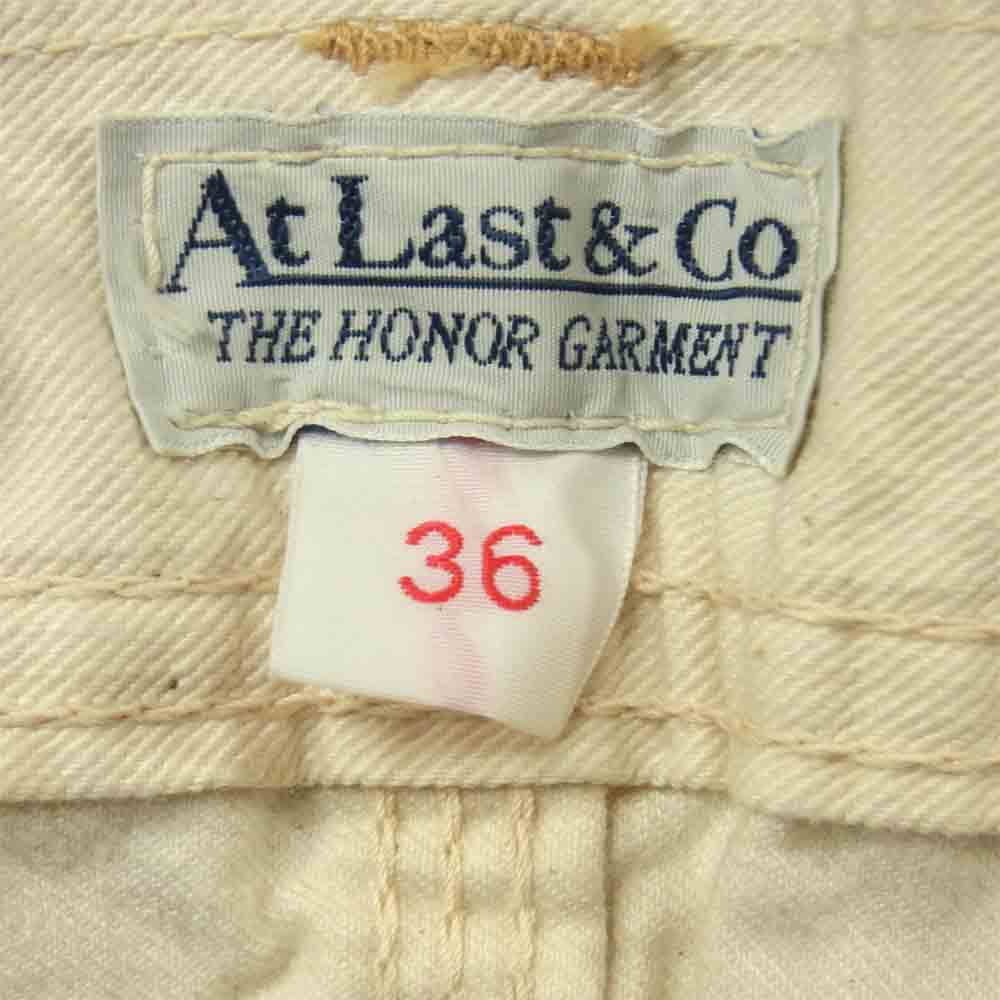 At Last & Co
THE HONOR GARMENT
36